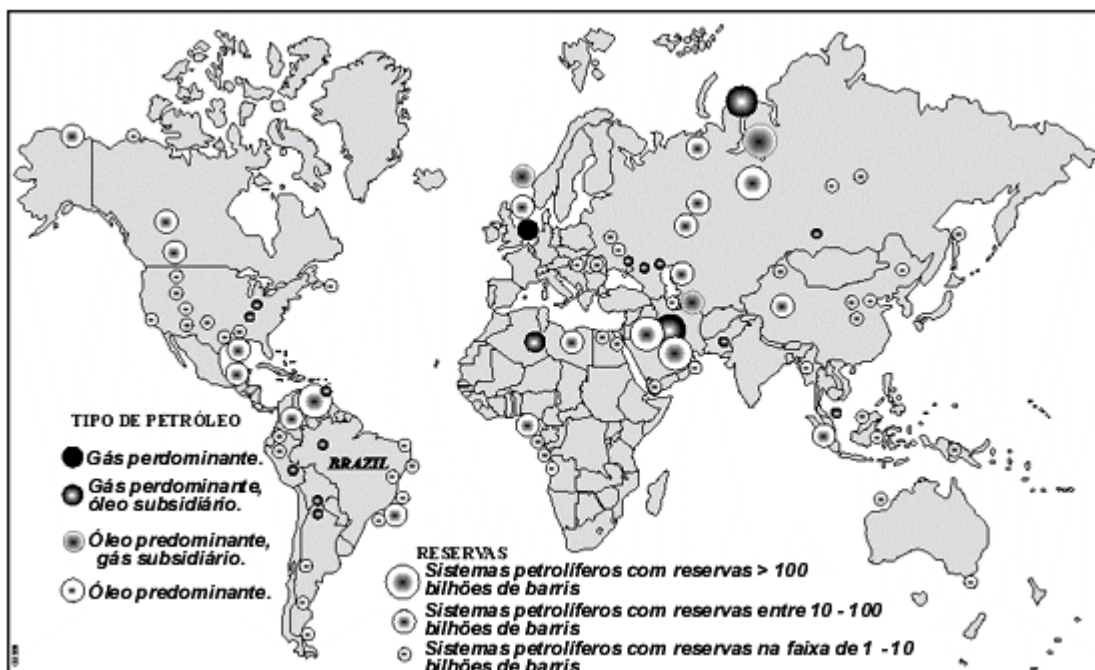 TIPO DE PETRÓLEO
Gás perdominante.
Gás perdominante,
óleo subsidiário.
Óleo predominante,
gás subsidiário.
Óleo predominante.
BRAZIL
RESERVAS
Sistemas petrolíferos com reservas > 100
bilhões de barris
Sistemas petrolíferos com reservas entre 10 - 100
bilhões de barris
Sistemas petrolíferos com reservas na faixa de 1 - 10
bilhões de barris